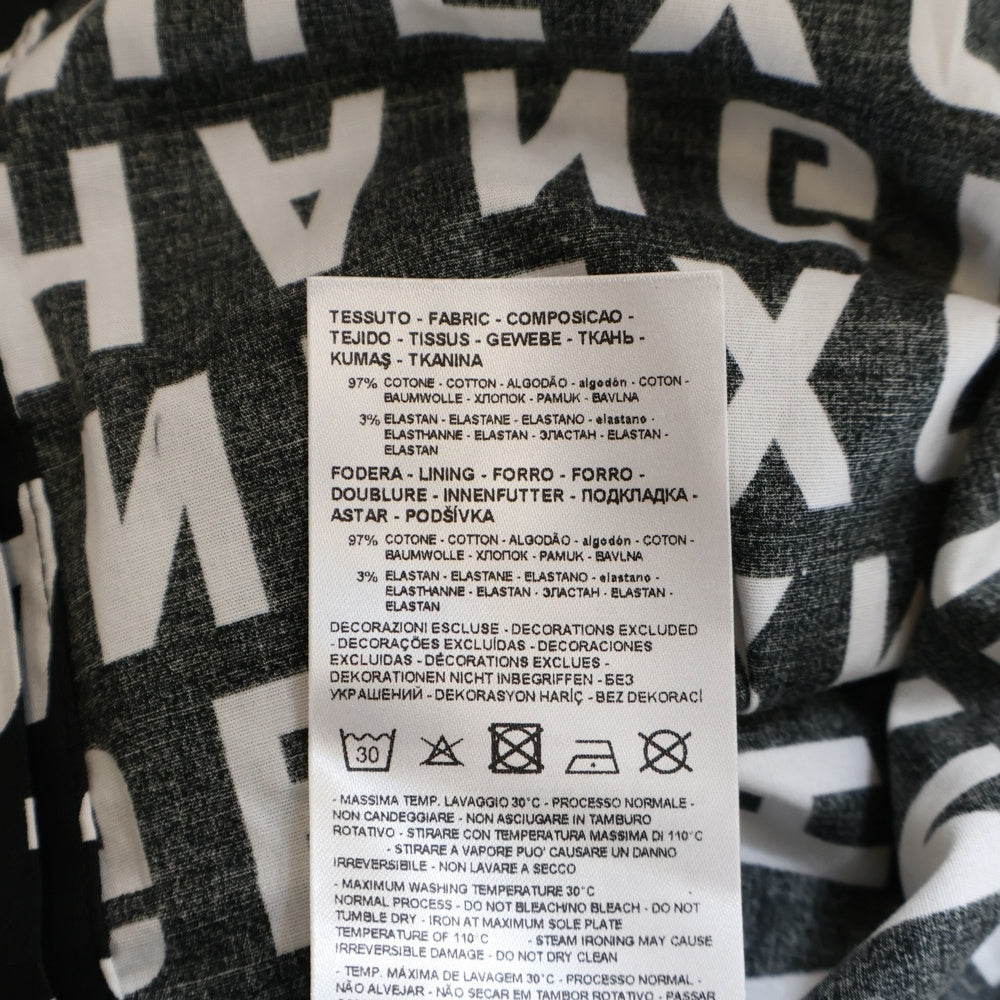 TESSUTO - FABRIC - COMPOSICAO -
TEJIDO - TISSUS - GEWEBE - ТКАНЬ -
KUMAŞ - TKANINA
97% COTONE - COTTON - ALGODÃO - algodón - COTON -
BAUMWOLLE - ХЛОПОК - PAMUK - BAVLNA
3% ELASTAN - ELASTANE - ELASTANO - elastano -
ELASTHANNE - ELASTAN - ЭЛАСТАН - ELASTAN -
ELASTAN
FODERA - LINING - FORRO - FORRO -
DOUBLURE - INNENFUTTER - ПОДКЛАДКА -
ASTAR - PODŠÍVKA
97% COTONE - COTTON - ALGODÃO - algodón - COTON -
BAUMWOLLE - ХЛОПОК - PAMUK - BAVLNA
3% ELASTAN - ELASTANE - ELASTANO - elastano -
ELASTHANNE - ELASTAN - ЭЛАСТАН - ELASTAN -
ELASTAN
DECORAZIONI ESCLUSE - DECORATIONS EXCLUDED
- DECORAÇÕES EXCLUÍDAS - DECORACIONES
EXCLUIDAS - DÉCORATIONS EXCLUES -
DEKORATIONEN NICHT INBEGRIFFEN - БЕЗ
УКРАШЕНИЙ - DEKORASYON HARİÇ - BEZ DEKORACÍ
30
- MASSIMA TEMP. LAVAGGIO 30°C - PROCESSO NORMALE -
NON CANDEGGIARE - NON ASCIUGARE IN TAMBURO
ROTATIVO - STIRARE CON TEMPERATURA MASSIMA DI 110°C
- STIRARE A VAPORE PUO' CAUSARE UN DANNO
IRREVERSIBILE - NON LAVARE A SECCO
- MAXIMUM WASHING TEMPERATURE 30°C
NORMAL PROCESS - DO NOT BLEACH/NO BLEACH - DO NOT
TUMBLE DRY - IRON AT MAXIMUM SOLE PLATE
TEMPERATURE OF 110°C - STEAM IRONING MAY CAUSE
IRREVERSIBLE DAMAGE - DO NOT DRY CLEAN
- TEMP. MÁXIMA DE LAVAGEM 30°C - PROCESSO NORMAL -
NÃO ALVEJAR - NÃO SECAR EM TAMBOR ROTATIVO - PASSAR